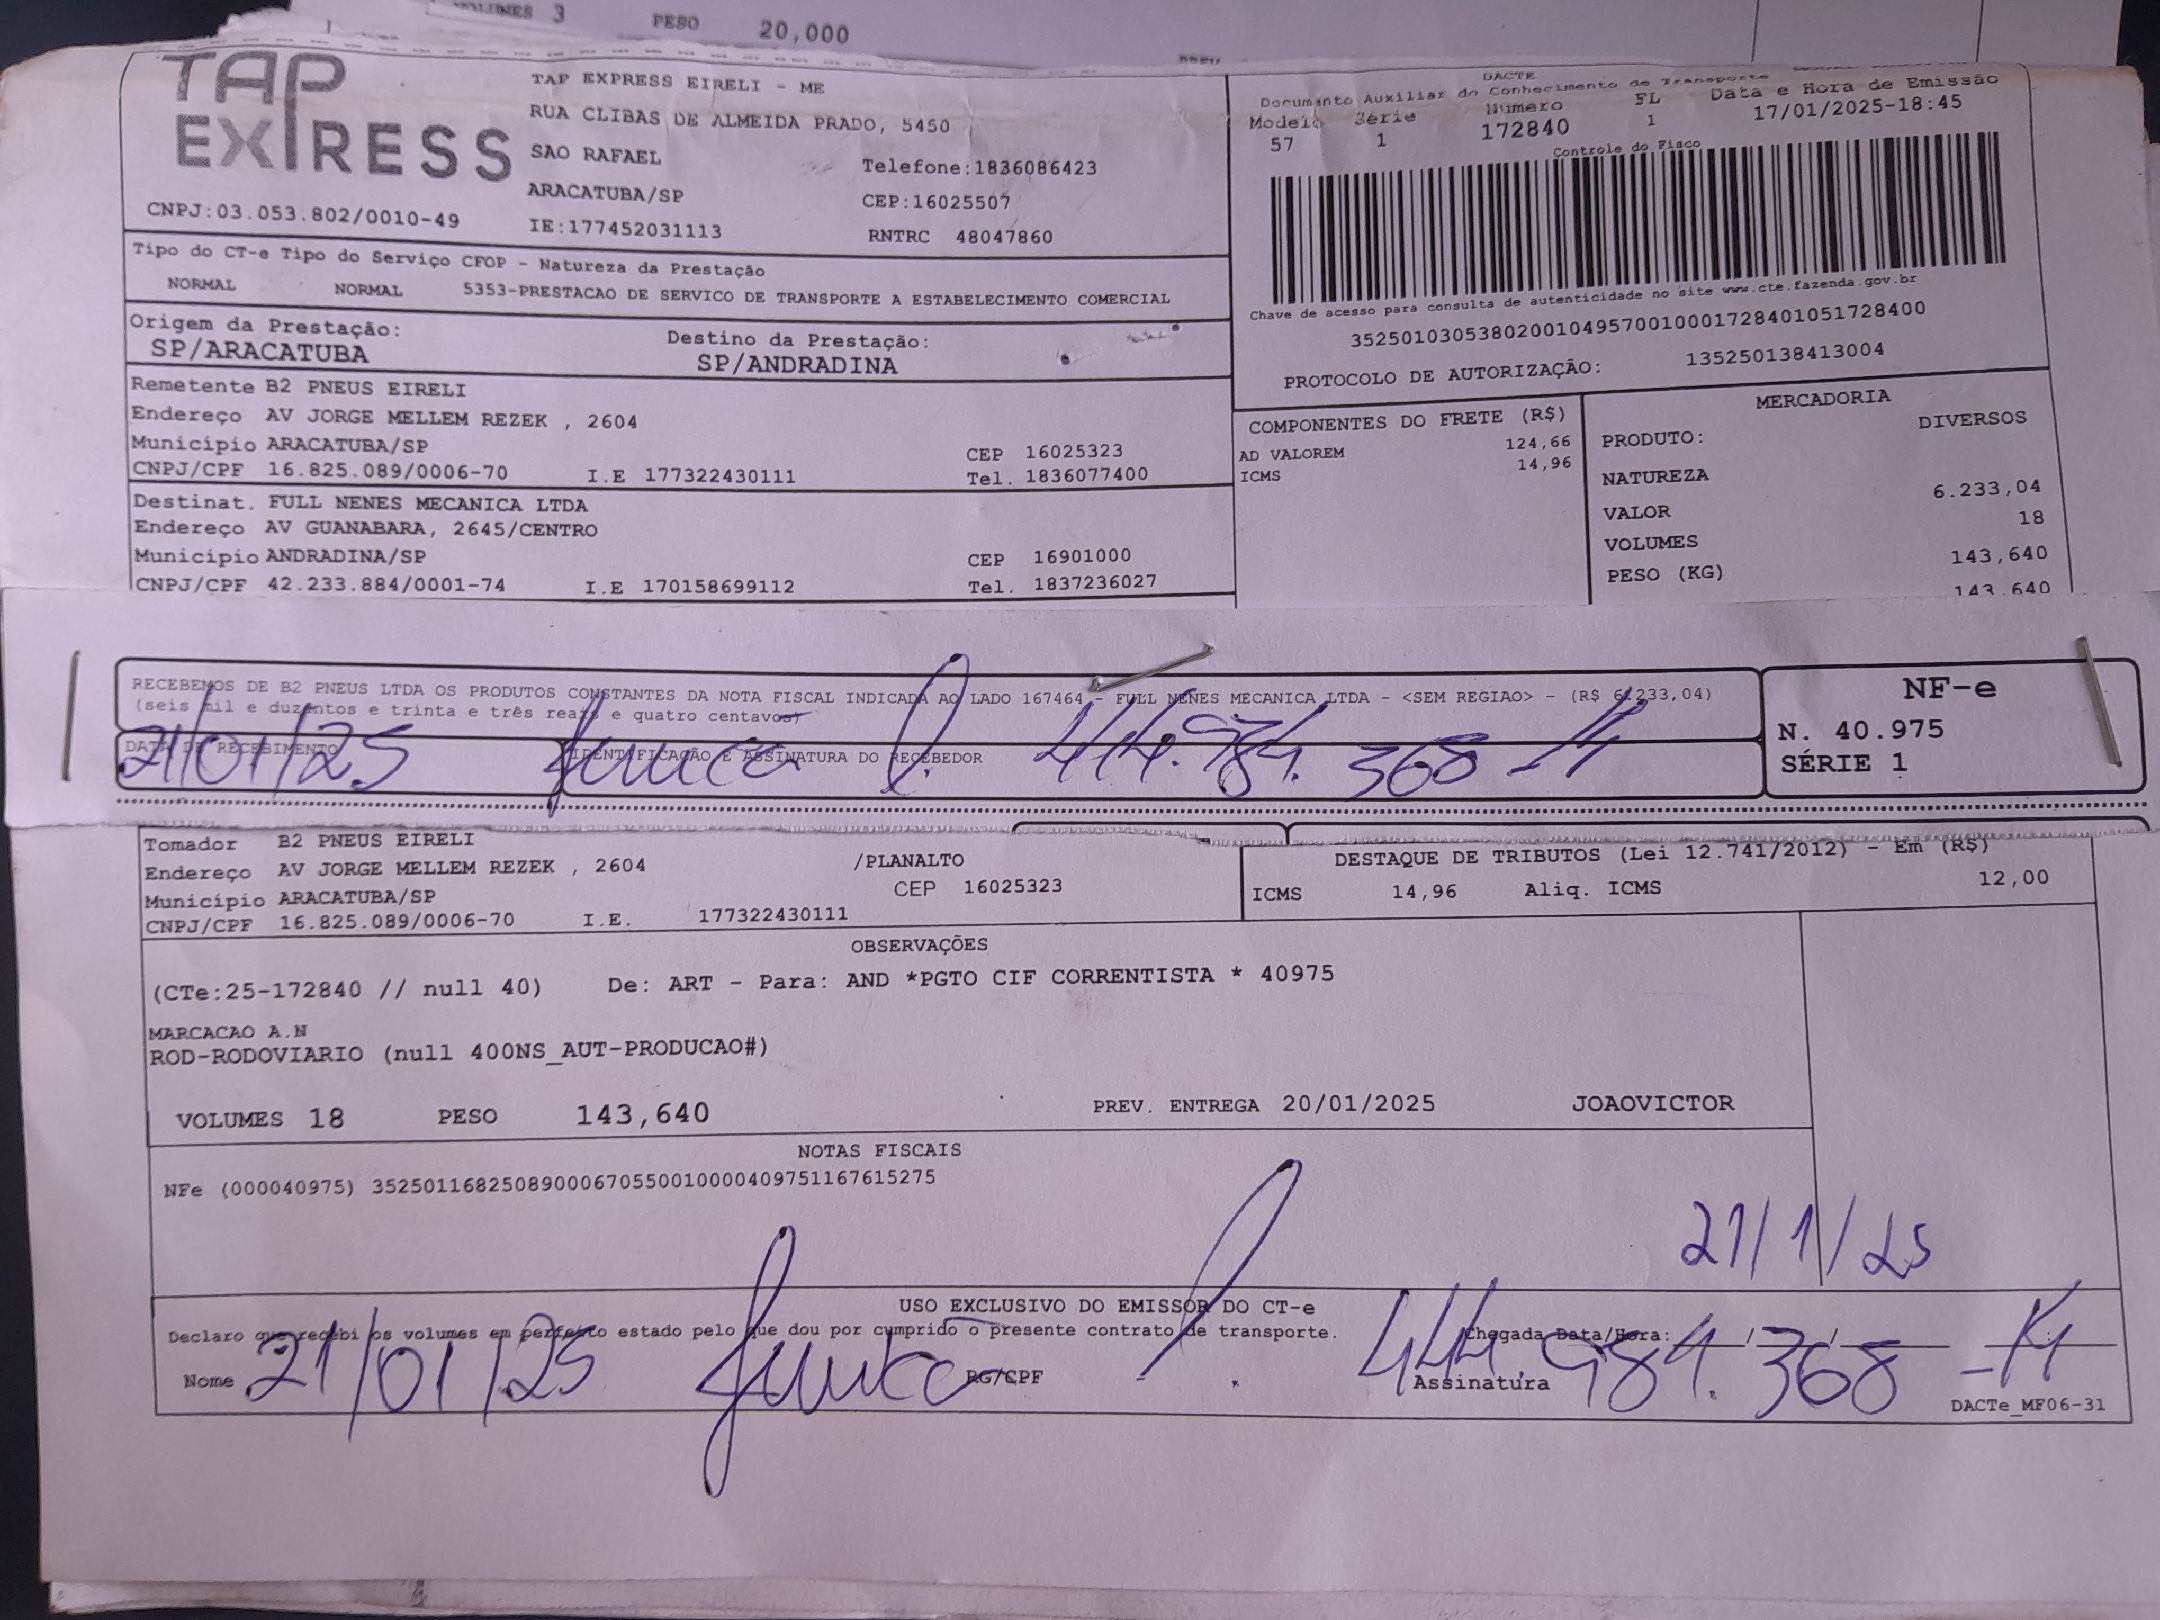 VOLUMES 3 PESO 20,000
TAP EXPRESS
TAP EXPRESS EIRELI - ME
RUA CLIBAS DE ALMEIDA PRADO, 5450
SAO RAFAEL Telefone:1836086423
ARACATUBA/SP CEP:16025507
CNPJ:03.053.802/0010-49 IE:177452031113 RNTRC 48047860
DACTE
Documento Auxiliar do Conhecimento de Transporte
Modelo Série Número FL Data e Hora de Emissão
57 1 172840 1 17/01/2025-18:45
Controle do Fisco
Chave de acesso para consulta de autenticidade no site www.cte.fazenda.gov.br
35250103053802001049570010001728401051728400
PROTOCOLO DE AUTORIZAÇÃO: 135250138413004
Tipo do CT-e Tipo do Serviço CFOP - Natureza da Prestação
NORMAL NORMAL 5353-PRESTACAO DE SERVICO DE TRANSPORTE A ESTABELECIMENTO COMERCIAL
Origem da Prestação: Destino da Prestação:
SP/ARACATUBA SP/ANDRADINA
Remetente B2 PNEUS EIRELI
Endereço AV JORGE MELLEM REZEK , 2604
Município ARACATUBA/SP CEP 16025323
CNPJ/CPF 16.825.089/0006-70 I.E 177322430111 Tel. 1836077400
Destinat. FULL NENES MECANICA LTDA
Endereço AV GUANABARA, 2645/CENTRO
Município ANDRADINA/SP CEP 16901000
CNPJ/CPF 42.233.884/0001-74 I.E 170158699112 Tel. 1837236027
COMPONENTES DO FRETE (R$)
AD VALOREM 124,66
ICMS 14,96
MERCADORIA
PRODUTO: DIVERSOS
NATUREZA
VALOR 6.233,04
VOLUMES 18
PESO (KG) 143,640
143,640
RECEBEMOS DE B2 PNEUS LTDA OS PRODUTOS CONSTANTES DA NOTA FISCAL INDICADA AO LADO 167464 - FULL NENES MECANICA LTDA - <SEM REGIAO> - (R$ 6.233,04)
(seis mil e duzentos e trinta e três reais e quatro centavos)
DATA DE RECEBIMENTO IDENTIFICAÇÃO E ASSINATURA DO RECEBEDOR
21/01/25 444.984.368-
NF-e
N. 40.975
SÉRIE 1
Tomador B2 PNEUS EIRELI
Endereço AV JORGE MELLEM REZEK , 2604 /PLANALTO
Município ARACATUBA/SP CEP 16025323
CNPJ/CPF 16.825.089/0006-70 I.E. 177322430111
DESTAQUE DE TRIBUTOS (Lei 12.741/2012) - Em (R$)
ICMS 14,96 Aliq. ICMS 12,00
OBSERVAÇÕES
(CTe:25-172840 // null 40) De: ART - Para: AND *PGTO CIF CORRENTISTA * 40975
MARCACAO A.N
ROD-RODOVIARIO (null 400NS_AUT-PRODUCAO#)
VOLUMES 18 PESO 143,640 PREV. ENTREGA 20/01/2025 JOAOVICTOR
NOTAS FISCAIS
NFe (000040975) 35250116825089000670550010000409751167615275
21/1/25
USO EXCLUSIVO DO EMISSOR DO CT-e
Declaro que recebi os volumes em perfeito estado pelo que dou por cumprido o presente contrato de transporte. Chegada Data/Hora: / /
21/01/25 444.984.368-
Nome RG/CPF Assinatura
DACTe_MF06-31